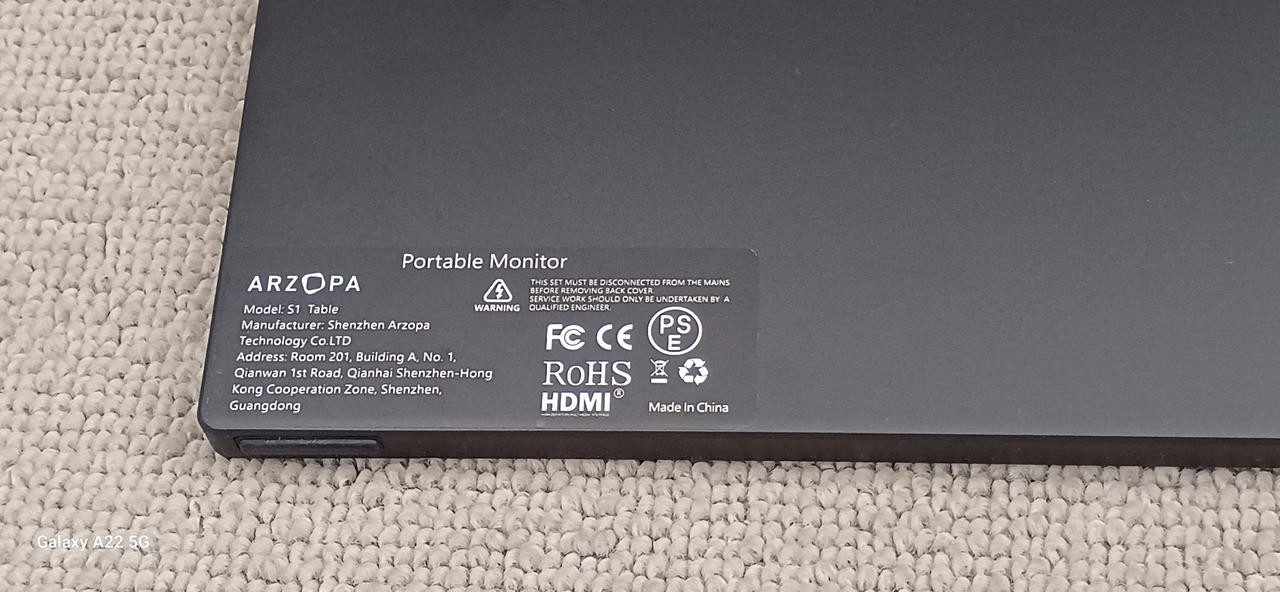 Portable Monitor
ARZOPA
Model: S1 Table
Manufacturer: Shenzhen Arzopa
Technology Co.LTD
Address: Room 201, Building A, No. 1,
Qianwan 1st Road, Qianhai Shenzhen-Hong
Kong Cooperation Zone, Shenzhen,
Guangdong
WARNING
THIS SET MUST BE DISCONNECTED FROM THE MAINS
BEFORE REMOVING BACK COVER.
SERVICE WORK SHOULD ONLY BE UNDERTAKEN BY A
QUALIFIED ENGINEER.
FC CE PSE
RoHS
HDMI®
Made In China
Galaxy A22 5G